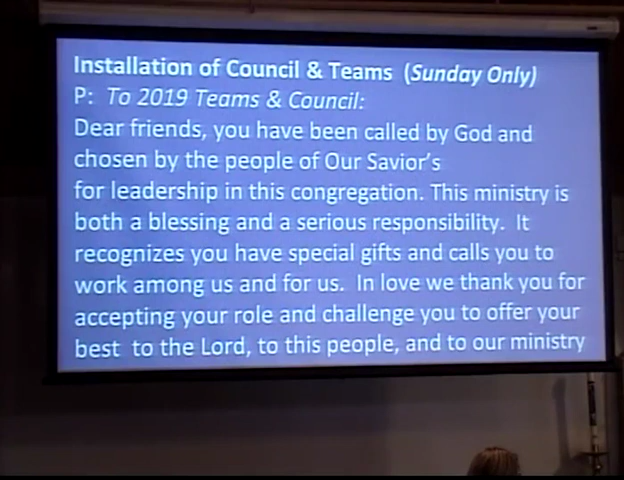 Installation of Council & Teams (Sunday Only)
P: To 2019 Teams & Council:
Dear friends, you have been called by God and
chosen by the people of Our Savior's
for leadership in this congregation. This ministry is
both a blessing and a serious responsibility. It
recognizes you have special gifts and calls you to
work among us and for us. In love we thank you for
accepting your role and challenge you to offer your
best to the Lord, to this people, and to our ministry